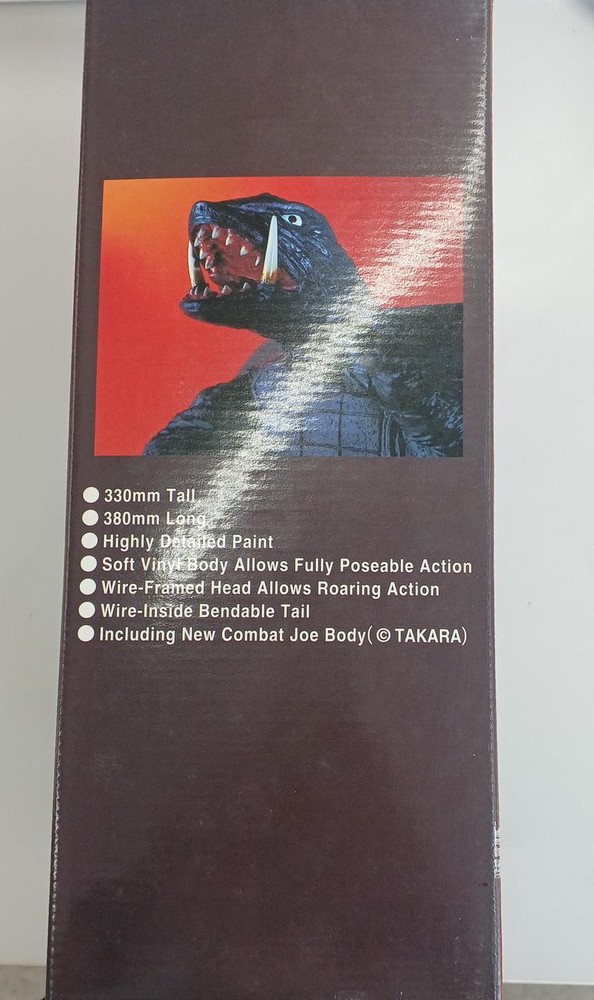 ● 330mm Tall
● 380mm Long
● Highly Detailed Paint
● Soft Vinyl Body Allows Fully Poseable Action
● Wire-Framed Head Allows Roaring Action
● Wire-Inside Bendable Tail
● Including New Combat Joe Body(© TAKARA)